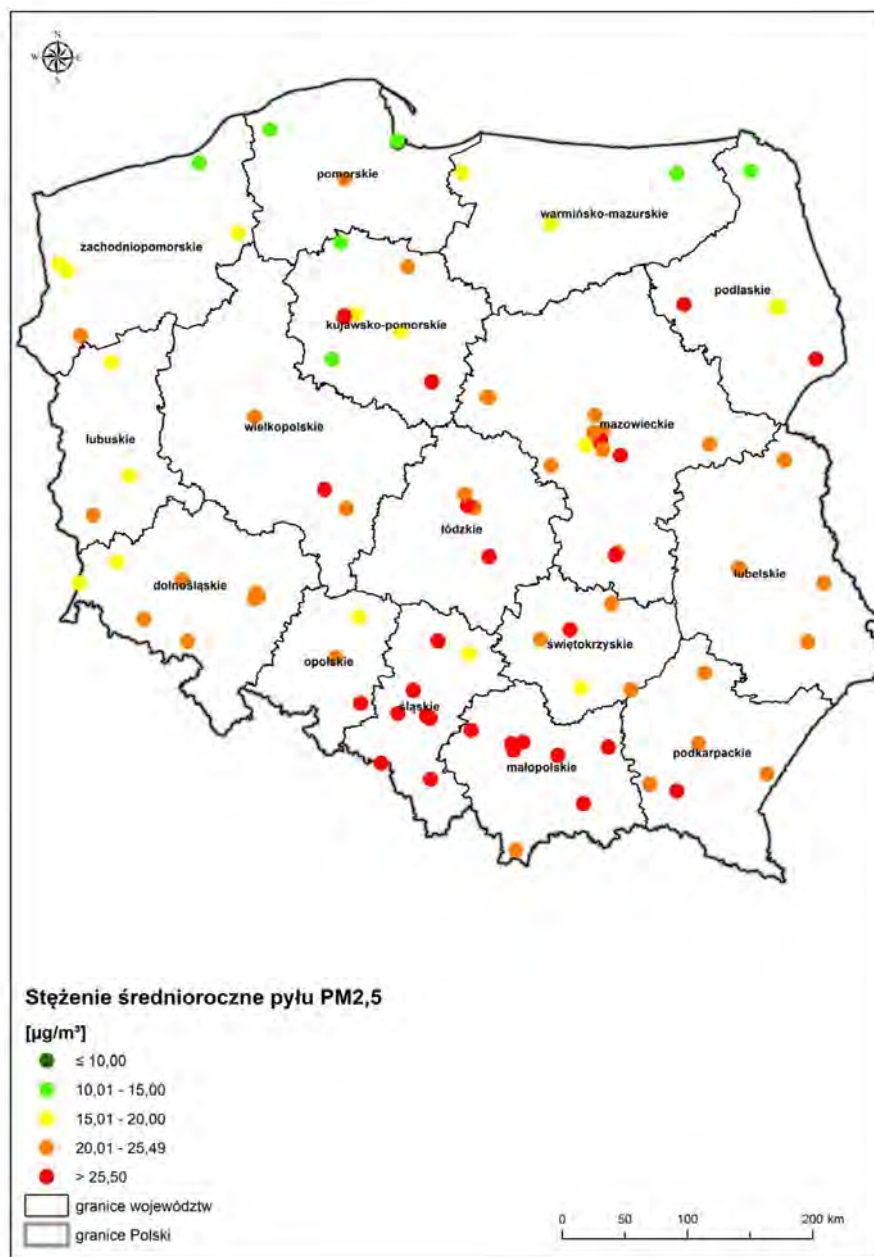 N
W E
S
pomorskie
warmińsko-mazurskie
zachodniopomorskie
podlaskie
kujawsko-pomorskie
mazowieckie
wielkopolskie
lubuskie
łódzkie
lubelskie
dolnośląskie
świętokrzyskie
opolskie
śląskie
podkarpackie
małopolskie
Stężenie średnioroczne pyłu PM2,5
[µg/m³]
≤ 10,00
10,01 - 15,00
15,01 - 20,00
20,01 - 25,49
> 25,50
granice województw
granice Polski
0 50 100 200 km